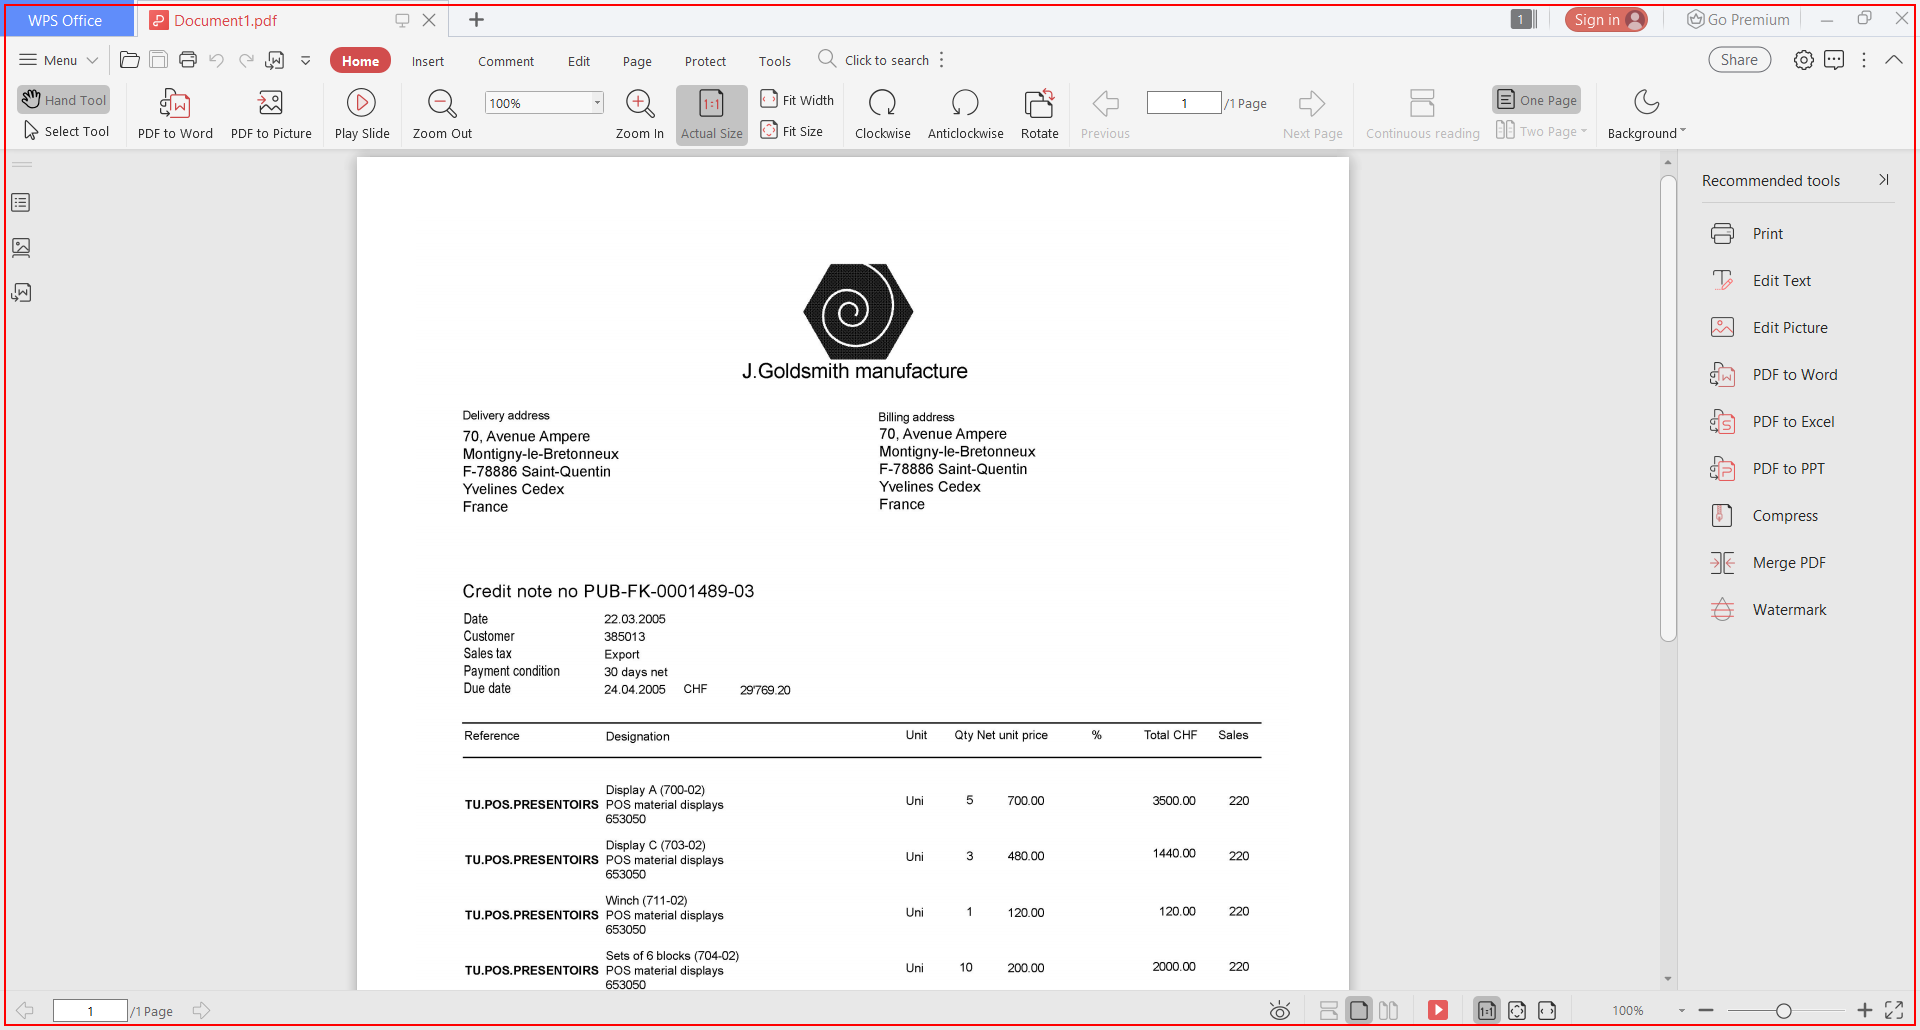 WPS Office
Document1.pdf
1
Sign in
Go Premium
Menu
Home
Insert
Comment
Edit
Page
Protect
Tools
Click to search
Share
Hand Tool
Select Tool
PDF to Word
PDF to Picture
Play Slide
Zoom Out
100%
Zoom In
1:1
Actual Size
Fit Width
Fit Size
Clockwise
Anticlockwise
Rotate
Previous
1 /1 Page
Next Page
Continuous reading
One Page
Two Page
Background
J.Goldsmith manufacture
Delivery address
70, Avenue Ampere
Montigny-le-Bretonneux
F-78886 Saint-Quentin
Yvelines Cedex
France
Billing address
70, Avenue Ampere
Montigny-le-Bretonneux
F-78886 Saint-Quentin
Yvelines Cedex
France
Credit note no PUB-FK-0001489-03
Date 22.03.2005
Customer 385013
Sales tax Export
Payment condition 30 days net
Due date 24.04.2005 CHF 29'769.20
Reference Designation Unit Qty Net unit price % Total CHF Sales
Display A (700-02)
TU.POS.PRESENTOIRS POS material displays Uni 5 700.00 3500.00 220
653050
Display C (703-02)
TU.POS.PRESENTOIRS POS material displays Uni 3 480.00 1440.00 220
653050
Winch (711-02)
TU.POS.PRESENTOIRS POS material displays Uni 1 120.00 120.00 220
653050
Sets of 6 blocks (704-02)
TU.POS.PRESENTOIRS POS material displays Uni 10 200.00 2000.00 220
653050
Recommended tools
Print
Edit Text
Edit Picture
PDF to Word
PDF to Excel
PDF to PPT
Compress
Merge PDF
Watermark
1 /1 Page
1:1
100%